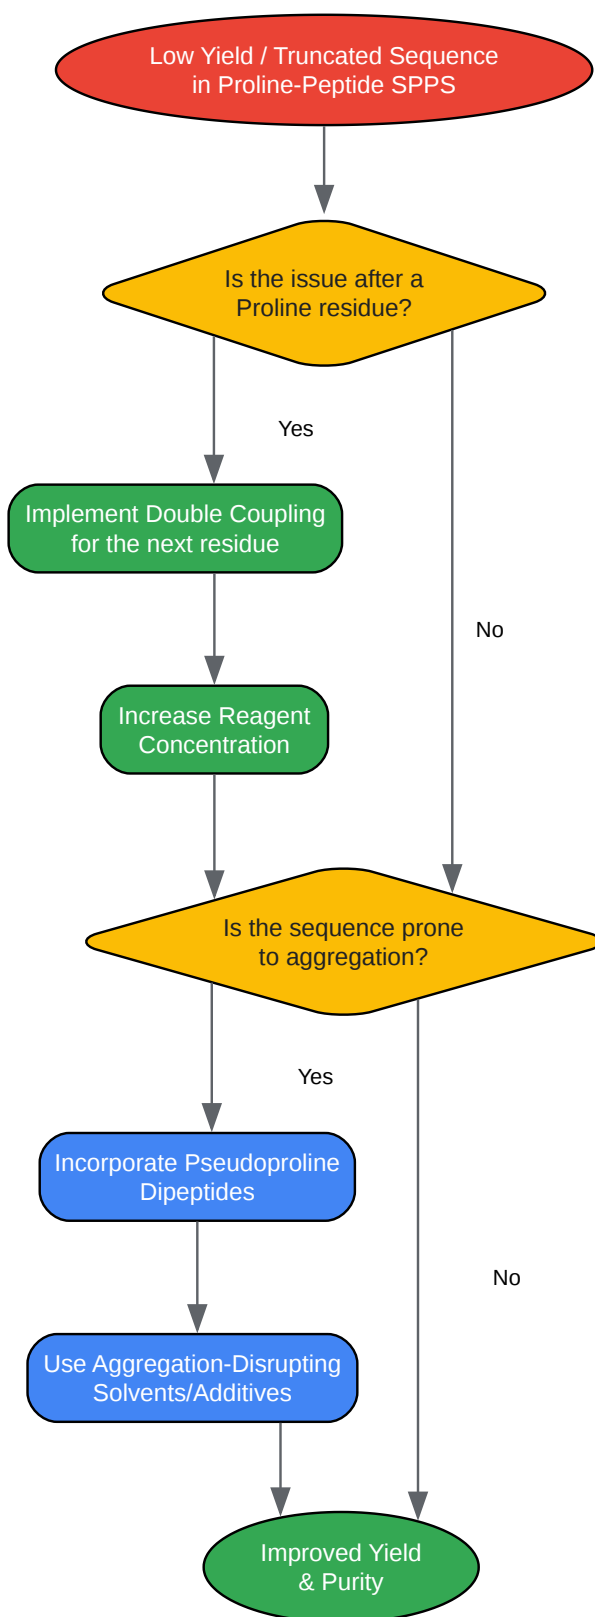 Low Yield / Truncated Sequence
in Proline-Peptide SPPS
Is the issue after a
Proline residue?
Yes
Implement Double Coupling
for the next residue
No
Increase Reagent
Concentration
Is the sequence prone
to aggregation?
Yes
Incorporate Pseudoproline
Dipeptides
No
Use Aggregation-Disrupting
Solvents/Additives
Improved Yield
& Purity